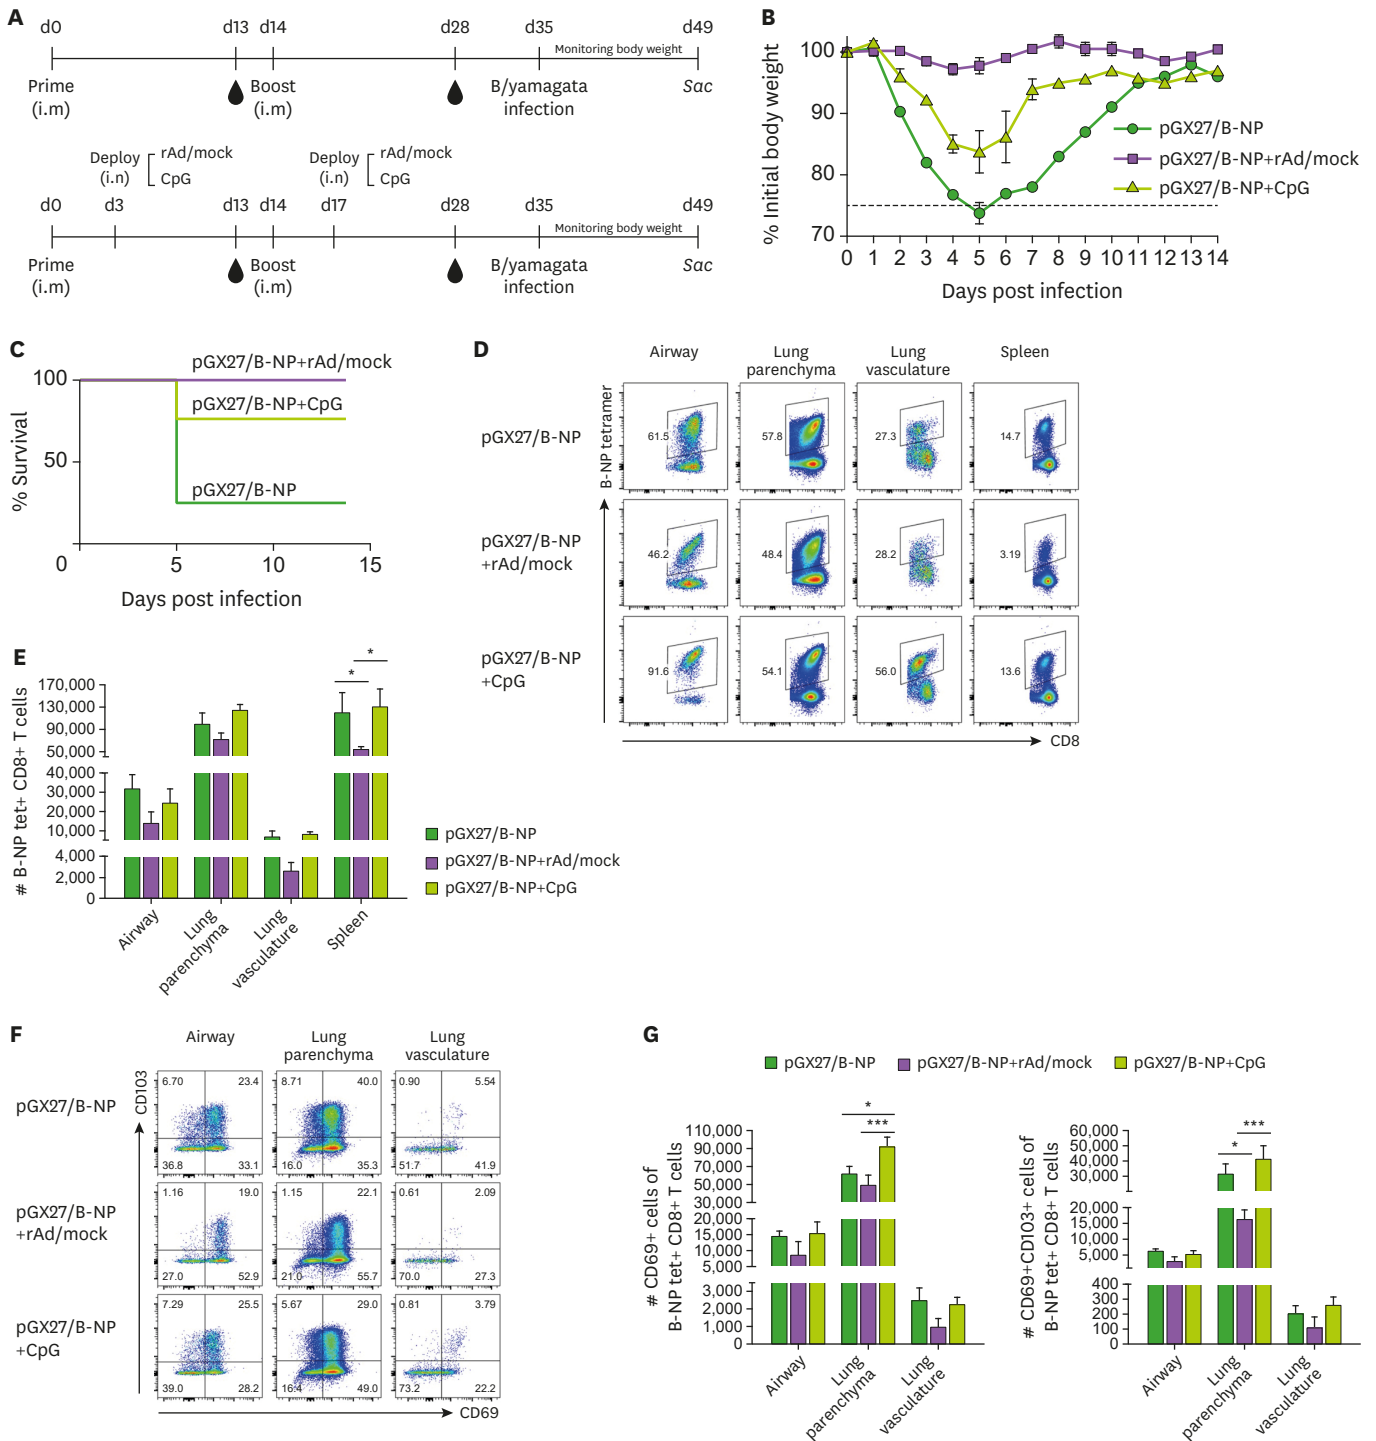 A
d0
d13
d14
d28
d35
d49
Monitoring body weight
Prime
(i.m)
Boost
(i.m)
B/yamagata
infection
Sac
Deploy
(i.n)
rAd/mock
CpG
Deploy
(i.n)
rAd/mock
CpG
d0
d3
d13
d14
d17
d28
d35
d49
Monitoring body weight
Prime
(i.m)
Boost
(i.m)
B/yamagata
infection
Sac
B
% Initial body weight
100
90
80
70
0 1 2 3 4 5 6 7 8 9 10 11 12 13 14
Days post infection
pGX27/B-NP
pGX27/B-NP+rAd/mock
pGX27/B-NP+CpG
C
% Survival
100
50
0
5
10
15
Days post infection
pGX27/B-NP+rAd/mock
pGX27/B-NP+CpG
pGX27/B-NP
D
Airway
Lung
parenchyma
Lung
vasculature
Spleen
B-NP tetramer
pGX27/B-NP
61.5
57.8
27.3
14.7
pGX27/B-NP
+rAd/mock
46.2
48.4
28.2
3.19
pGX27/B-NP
+CpG
91.6
54.1
56.0
13.6
CD8
E
# B-NP tet+ CD8+ T cells
170,000
130,000
90,000
50,000
40,000
30,000
20,000
10,000
4,000
2,000
0
*
*
Airway
Lung
parenchyma
Lung
vasculature
Spleen
pGX27/B-NP
pGX27/B-NP+rAd/mock
pGX27/B-NP+CpG
F
Airway
Lung
parenchyma
Lung
vasculature
CD103
pGX27/B-NP
6.70 23.4
36.8 33.1
8.71 40.0
16.0 35.3
0.90 5.54
51.7 41.9
pGX27/B-NP
+rAd/mock
1.16 19.0
27.0 52.9
1.15 22.1
21.0 55.7
0.61 2.09
70.0 27.3
pGX27/B-NP
+CpG
7.29 25.5
39.0 28.2
5.67 29.0
16.4 49.0
0.81 3.79
73.2 22.2
CD69
G
pGX27/B-NP
pGX27/B-NP+rAd/mock
pGX27/B-NP+CpG
# CD69+ cells of
B-NP tet+ CD8+ T cells
110,000
90,000
70,000
50,000
30,000
20,000
15,000
10,000
5,000
3,000
2,000
1,000
0
*
***
Airway
Lung
parenchyma
Lung
vasculature
# CD69+CD103+ cells of
B-NP tet+ CD8+ T cells
60,000
50,000
40,000
30,000
20,000
15,000
10,000
5,000
400
300
200
100
0
***
*
Airway
Lung
parenchyma
Lung
vasculature